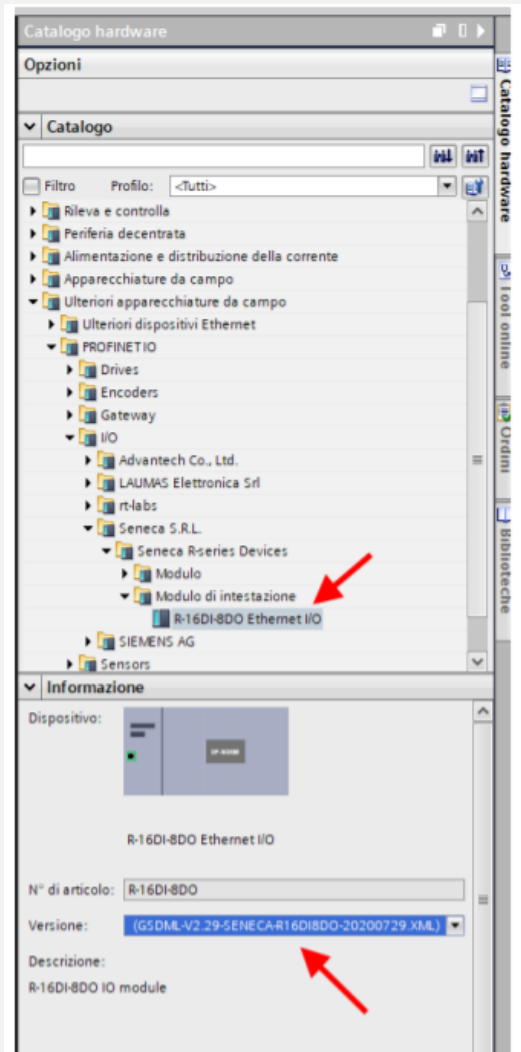 Catalogo hardware
Opzioni
Catalogo
Filtro Profilo: <Tutti>
Rileva e controlla
Periferia decentrata
Alimentazione e distribuzione della corrente
Apparecchiature da campo
Ulteriori apparecchiature da campo
Ulteriori dispositivi Ethernet
PROFINET IO
Drives
Encoders
Gateway
I/O
Advantech Co., Ltd.
LAUMAS Elettronica Srl
rt-labs
Seneca S.R.L.
Seneca R-series Devices
Modulo
Modulo di intestazione
R-16DI-8DO Ethernet I/O
SIEMENS AG
Sensors
Informazione
Dispositivo:
R-16DI-8DO Ethernet I/O
N° di articolo: R-16DI-8DO
Versione: (GSDML-V2.29-SENECA-R16DI8DO-20200729.XML)
Descrizione:
R-16DI-8DO IO module
Catalogo hardware
Tool online
Ordini
Biblioteche